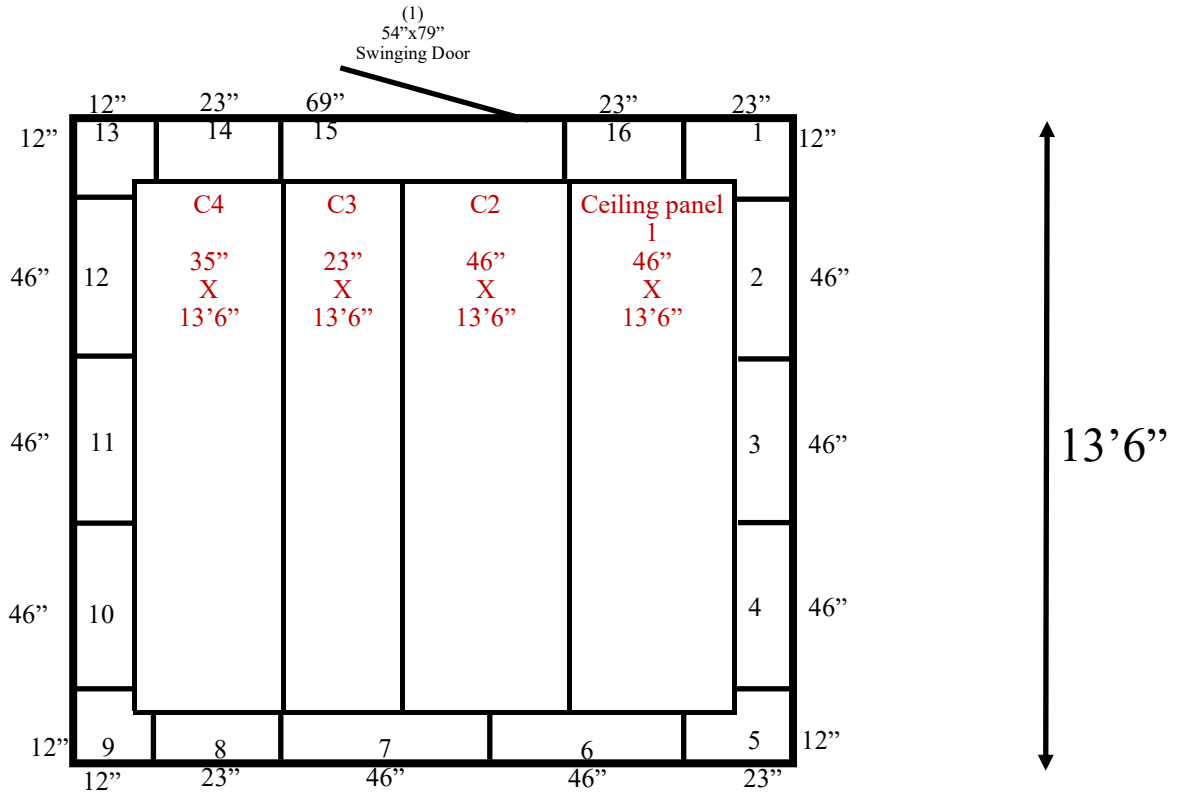 (1)
54”x79”
Swinging Door
12” 23” 69” 23” 23”
12” 13 14 15 16 1 12”
C4 C3 C2 Ceiling panel
1
35” 23” 46” 46”
X X X X
13’6” 13’6” 13’6” 13’6”
46” 12 2 46”
46” 11 3 46”
13’6”
46” 10 4 46”
12” 9 8 7 6 5 12”
12” 23” 46” 46” 23”